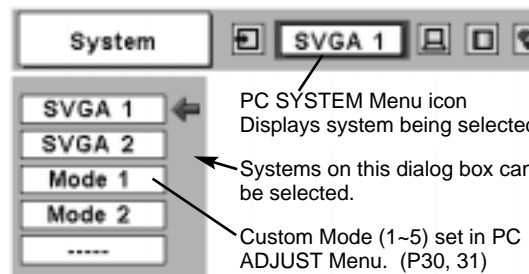 System
SVGA 1
PC SYSTEM Menu icon
Displays system being selected
SVGA 1
SVGA 2
Mode 1
Mode 2
-----
Systems on this dialog box can
be selected.
Custom Mode (1~5) set in PC
ADJUST Menu. (P30, 31)